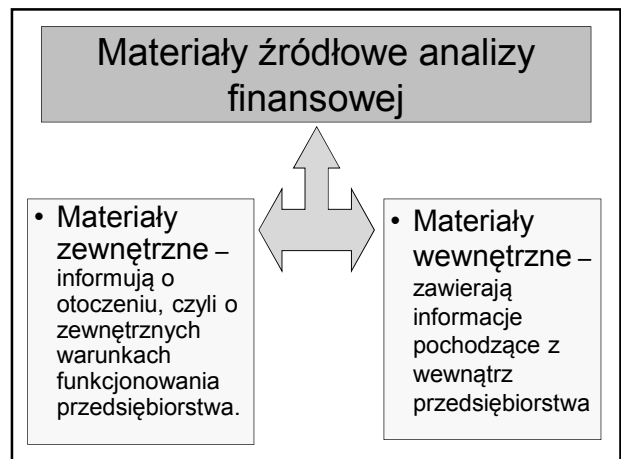 Materiały źródłowe analizy
finansowej
• Materiały
zewnętrzne –
informują o
otoczeniu, czyli o
zewnętrznych
warunkach
funkcjonowania
przedsiębiorstwa.
• Materiały
wewnętrzne –
zawierają
informacje
pochodzące z
wewnątrz
przedsiębiorstwa